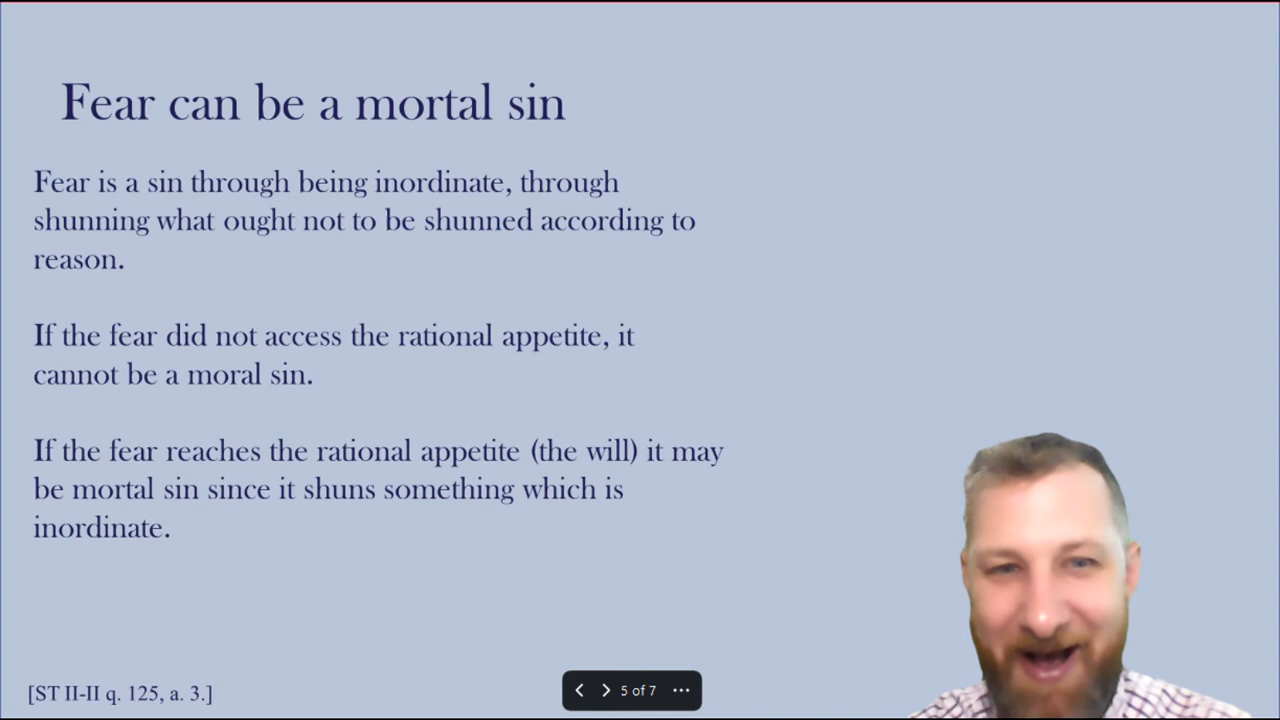 Fear can be a mortal sin
Fear is a sin through being inordinate, through
shunning what ought not to be shunned according to
reason.
If the fear did not access the rational appetite, it
cannot be a moral sin.
If the fear reaches the rational appetite (the will) it may
be mortal sin since it shuns something which is
inordinate.
[ST II-II q. 125, a. 3.]
5 of 7